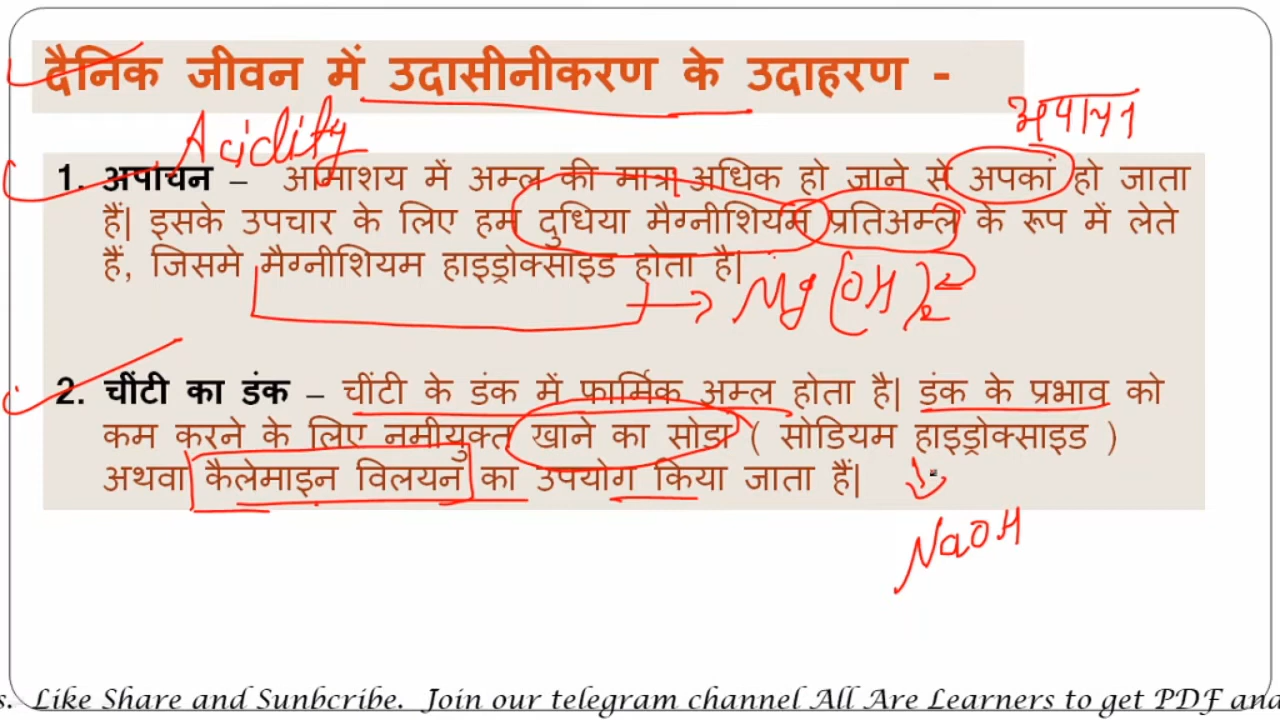 दैनिक जीवन में उदासीनीकरण के उदाहरण -
Acidity
अपाचन
1. अपाचन – आमाशय में अम्ल की मात्रा अधिक हो जाने से अपकां हो जाता
हैं| इसके उपचार के लिए हम दुधिया मैग्नीशियम प्रतिअम्ल के रूप में लेते
हैं, जिसमे मैग्नीशियम हाइड्रोक्साइड होता है|
Mg(OH)2
2. चींटी का डंक – चींटी के डंक में फार्मिक अम्ल होता है| डंक के प्रभाव को
कम करने के लिए नमीयुक्त खाने का सोडा ( सोडियम हाइड्रोक्साइड )
अथवा कैलेमाइन विलयन का उपयोग किया जाता हैं|
NaOH
s. Like Share and Sunbcribe. Join our telegram channel All Are Learners to get PDF and